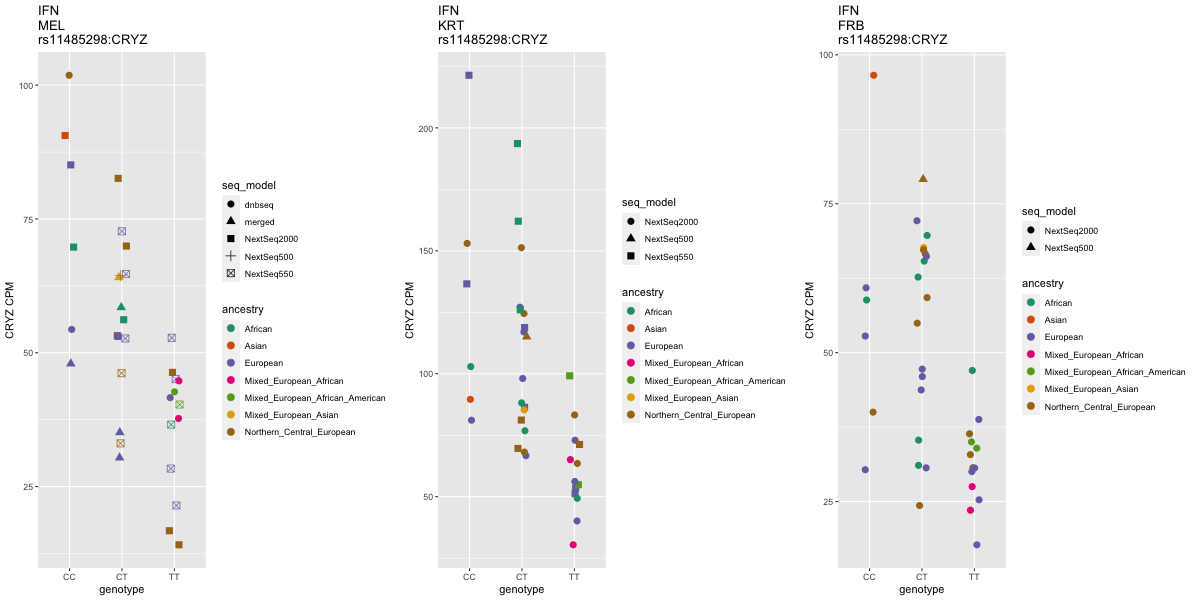 IFN
MEL
rs11485298:CRYZ
100
75
50
25
CRYZ CPM
CC
CT
TT
genotype
seq_model
dnbseq
merged
NextSeq2000
NextSeq500
NextSeq550
ancestry
African
Asian
European
Mixed_European_African
Mixed_European_African_American
Mixed_European_Asian
Northern_Central_European
IFN
KRT
rs11485298:CRYZ
200
150
100
50
CRYZ CPM
CC
CT
TT
genotype
seq_model
NextSeq2000
NextSeq500
NextSeq550
ancestry
African
Asian
European
Mixed_European_African
Mixed_European_African_American
Mixed_European_Asian
Northern_Central_European
IFN
FRB
rs11485298:CRYZ
100
75
50
25
CRYZ CPM
CC
CT
TT
genotype
seq_model
NextSeq2000
NextSeq500
ancestry
African
Asian
European
Mixed_European_African
Mixed_European_African_American
Mixed_European_Asian
Northern_Central_European